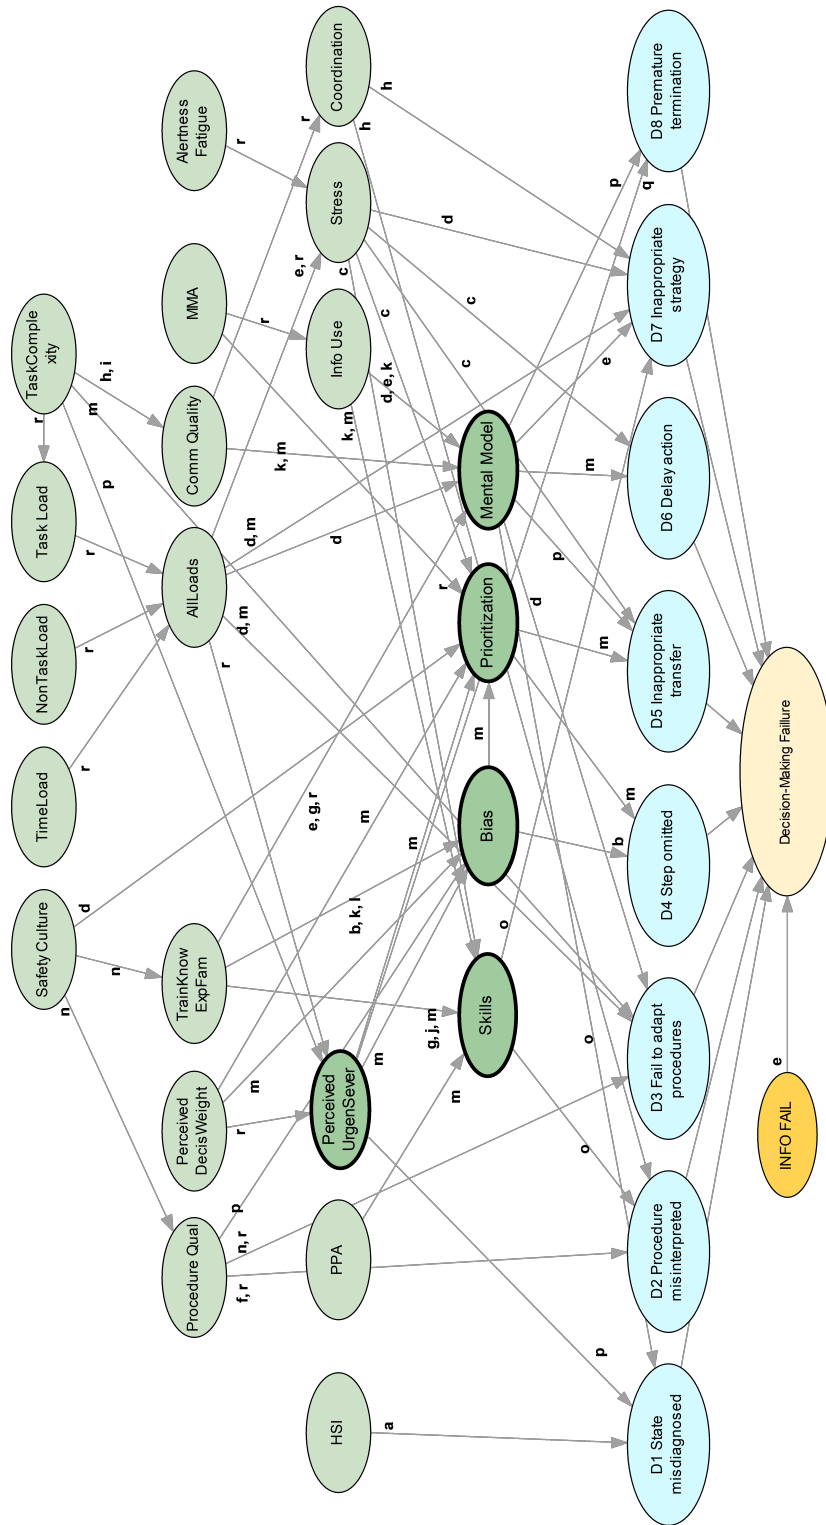 Safety Culture
TimeLoad
NonTaskLoad
Task Load
TaskComple
xity
r
n
d
r
r
m
h, i
p
n
Procedure Qual
Perceived
DecisWeight
TrainKnow
ExpFam
AllLoads
Comm Quality
MMA
Alertness
Fatigue
f, r
n, r
p
r
m
r
d, m
d, m
k, m
r
e, r
r
r
e, g, r
HSI
PPA
Perceived
UrgenSever
Info Use
Stress
Coordination
b, k, l
m
d
k, m
c
h
a
m
d, e, k
c
h
m
g, j, m
m
r
c
c
d
m
Skills
Bias
Prioritization
Mental Model
o
d
p
o
o
m
p
m
e
p
b
m
q
D1 State
misdiagnosed
D2 Procedure
misinterpreted
D3 Fail to adapt
procedures
D4 Step omitted
D5 Inappropriate
transfer
D6 Delay action
D7 Inappropriate
strategy
D8 Premature
termination
INFO FAIL
e
Decision-Making Faillure